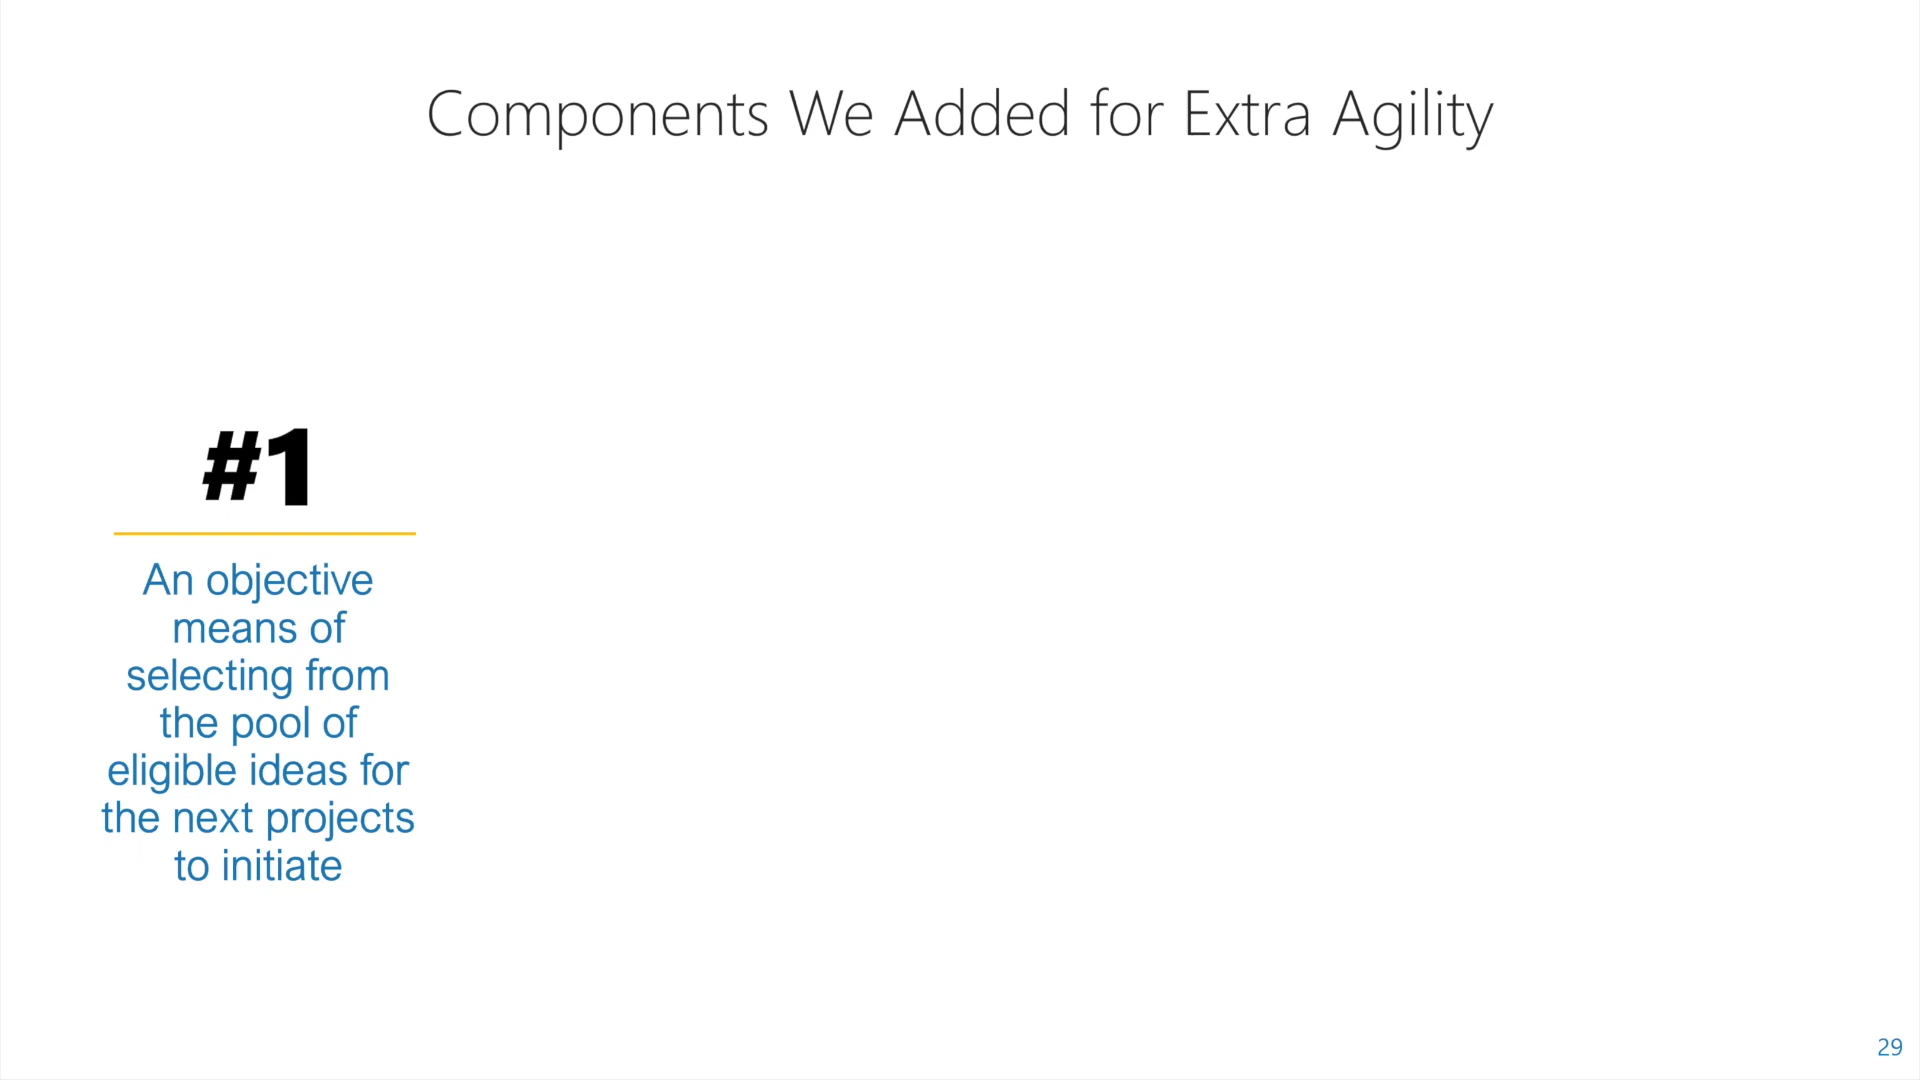 Components We Added for Extra Agility
#1
An objective
means of
selecting from
the pool of
eligible ideas for
the next projects
to initiate
29